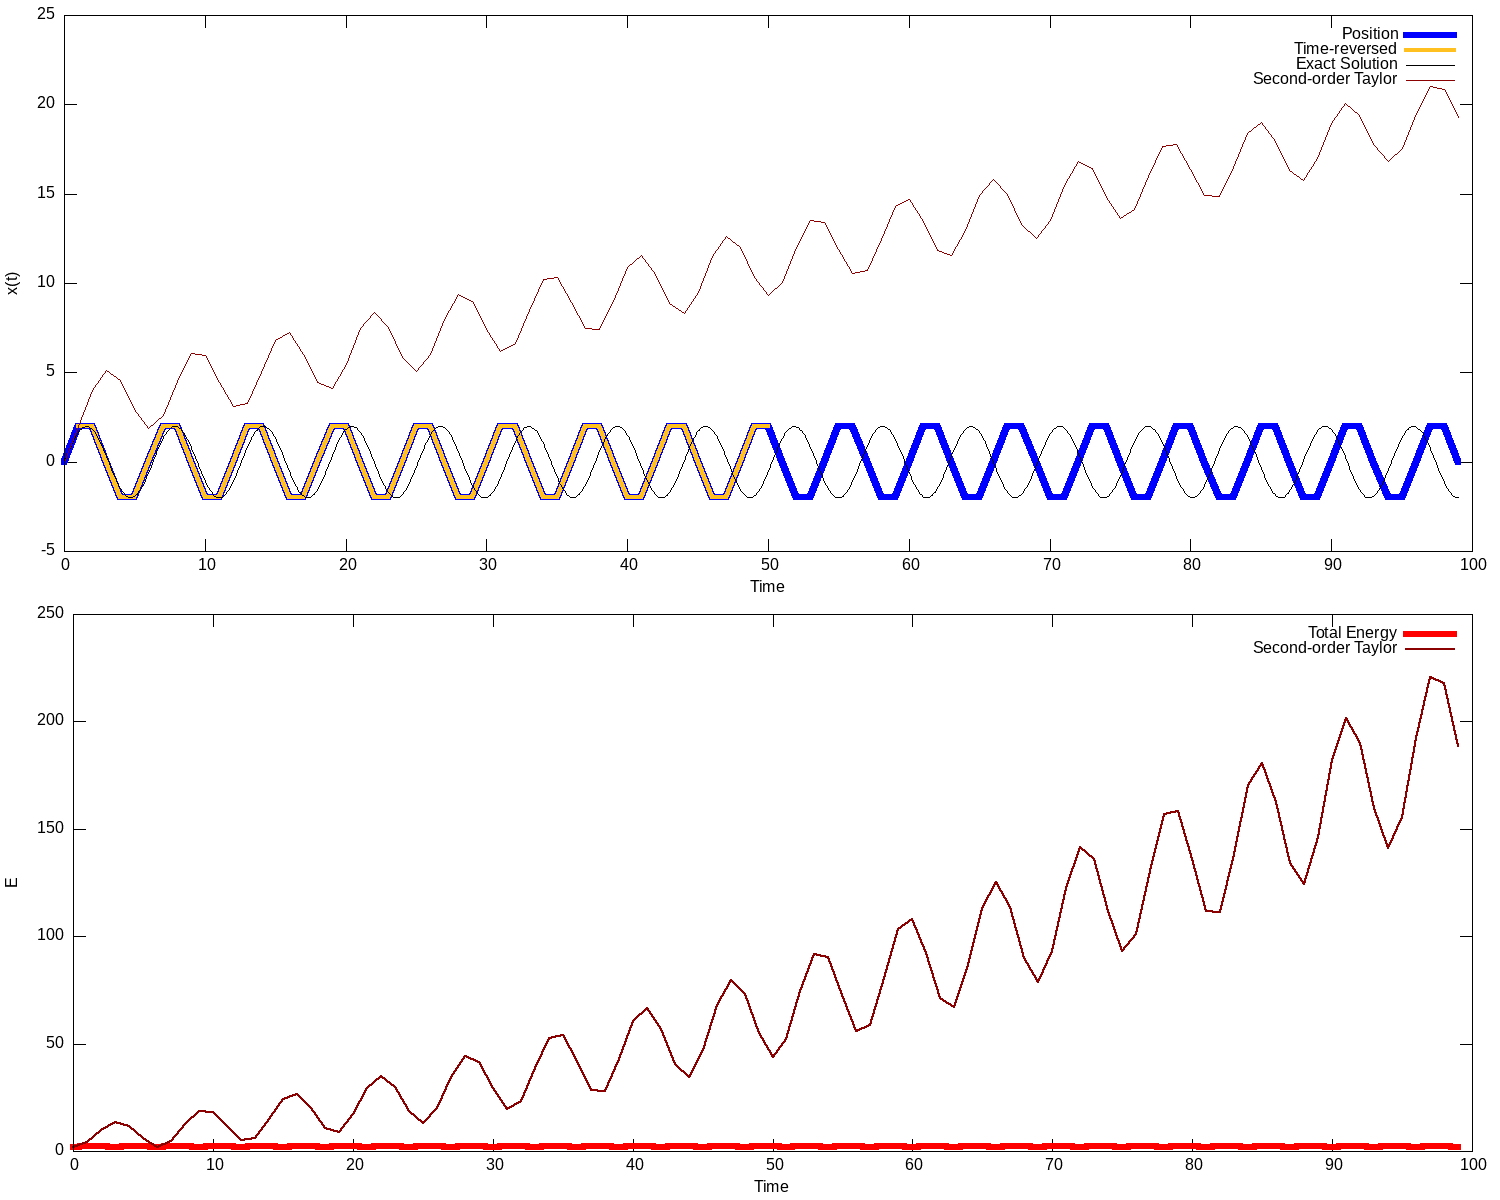 25
20
15
10
5
0
-5
x(t)
Position
Time-reversed
Exact Solution
Second-order Taylor
0 10 20 30 40 50 60 70 80 90 100
Time
250
200
150
100
50
0
E
Total Energy
Second-order Taylor
0 10 20 30 40 50 60 70 80 90 100
Time